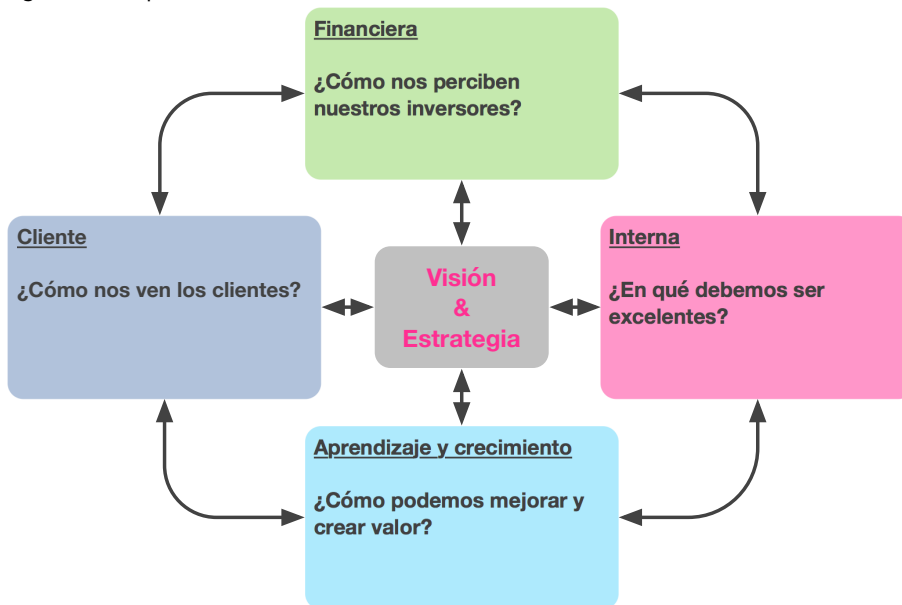 Financiera
¿Cómo nos perciben
nuestros inversores?
Cliente
¿Cómo nos ven los clientes?
Visión
&
Estrategia
Interna
¿En qué debemos ser
excelentes?
Aprendizaje y crecimiento
¿Cómo podemos mejorar y
crear valor?